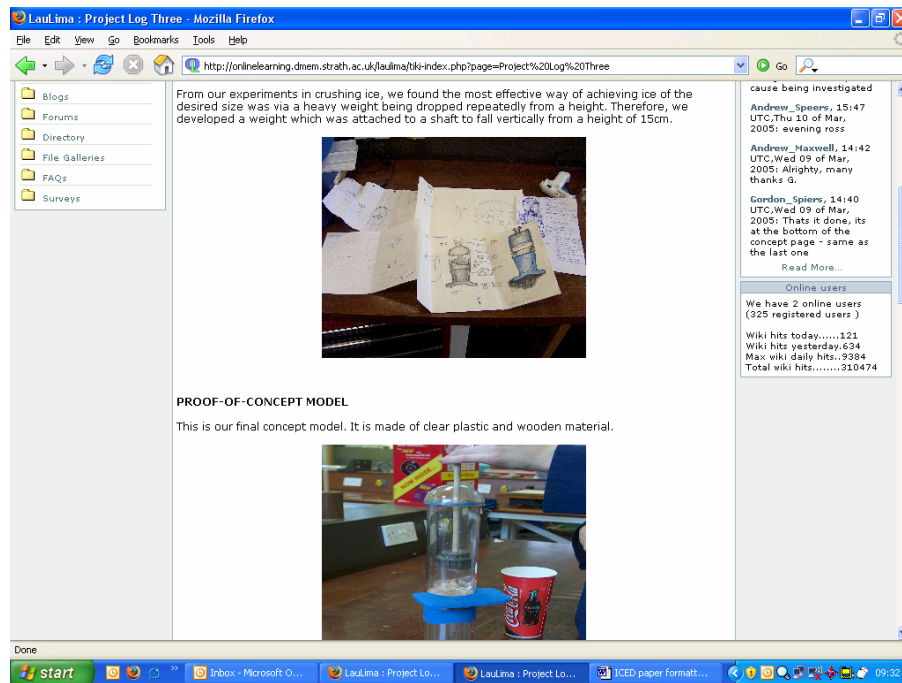 LauLima : Project Log Three - Mozilla Firefox
File Edit View Go Bookmarks Tools Help
http://onlinelearning.dmem.strath.ac.uk/laulima/tiki-index.php?page=Project%20Log%20Three
Go
Blogs
Forums
Directory
File Galleries
FAQs
Surveys
From our experiments in crushing ice, we found the most effective way of achieving ice of the
desired size was via a heavy weight being dropped repeatedly from a height. Therefore, we
developed a weight which was attached to a shaft to fall vertically from a height of 15cm.
PROOF-OF-CONCEPT MODEL
This is our final concept model. It is made of clear plastic and wooden material.
NOW INSIDE...
Coca-Cola
cause being investigated
Andrew_Speers, 15:47
UTC,Thu 10 of Mar,
2005: evening ross
Andrew_Maxwell, 14:42
UTC,Wed 09 of Mar,
2005: Alrighty, many
thanks G.
Gordon_Spiers, 14:40
UTC,Wed 09 of Mar,
2005: Thats it done, its
at the bottom of the
concept page - same as
the last one
Read More...
Online users
We have 2 online users
(325 registered users )
Wiki hits today......121
Wiki hits yesterday.634
Max wiki daily hits..9384
Total wiki hits........310474
Done
start
Inbox - Microsoft O...
LauLima : Project Lo...
LauLima : Project Lo...
ICED paper formatt...
09:32